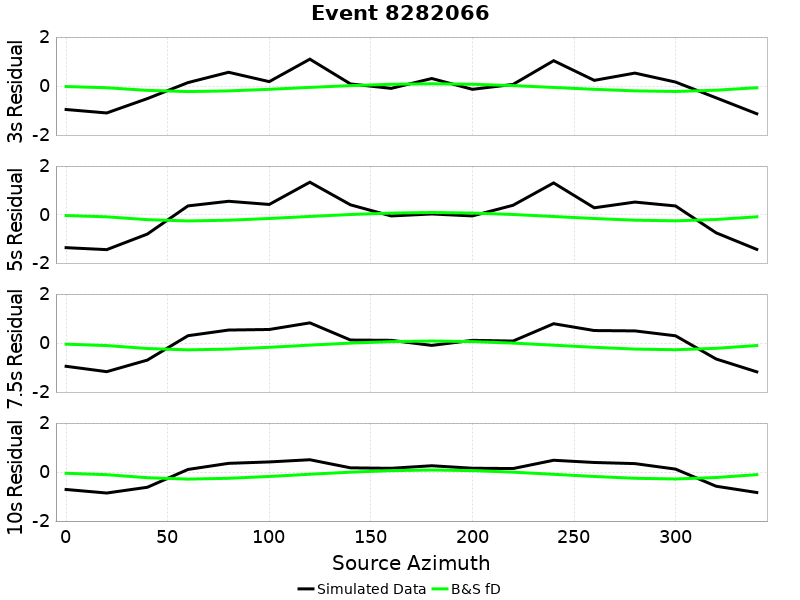 Event 8282066
3s Residual
2
0
-2
5s Residual
2
0
-2
7.5s Residual
2
0
-2
10s Residual
2
0
-2
0 50 100 150 200 250 300
Source Azimuth
Simulated Data B&S fD